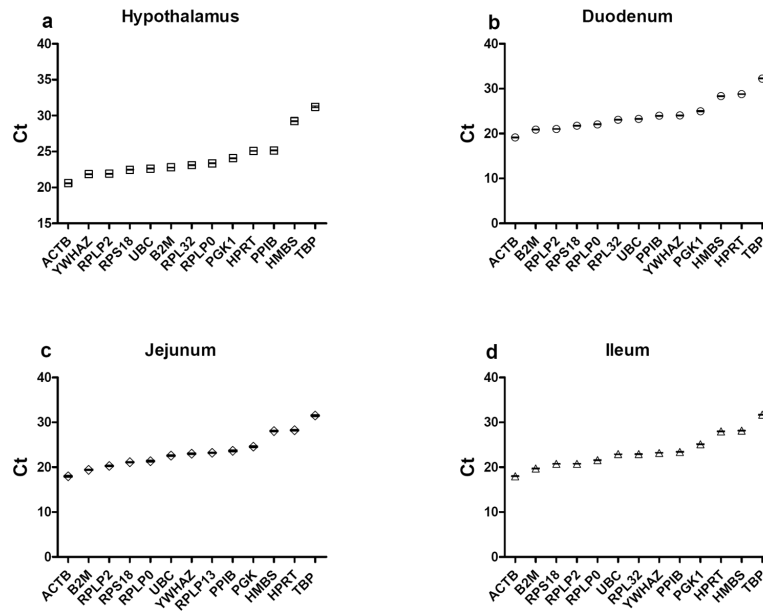 a Hypothalamus
40
35
30
25
20
15
Ct
ACTB YWHAZ RPLP2 RPS18 UBC B2M RPL32 RPLP0 PGK1 HPRT PPIB HMBS TBP
b Duodenum
40
30
20
10
0
Ct
ACTB B2M RPLP2 RPS18 RPLP0 RPL32 UBC PPIB YWHAZ PGK1 HMBS HPRT TBP
c Jejunum
40
30
20
10
0
Ct
ACTB B2M RPLP2 RPS18 RPLP0 UBC YWHAZ RPLP13 PPIB PGK HMBS HPRT TBP
d Ileum
40
30
20
10
0
Ct
ACTB B2M RPS18 RPLP2 RPLP0 UBC RPL32 YWHAZ PPIB PGK1 HPRT HMBS TBP